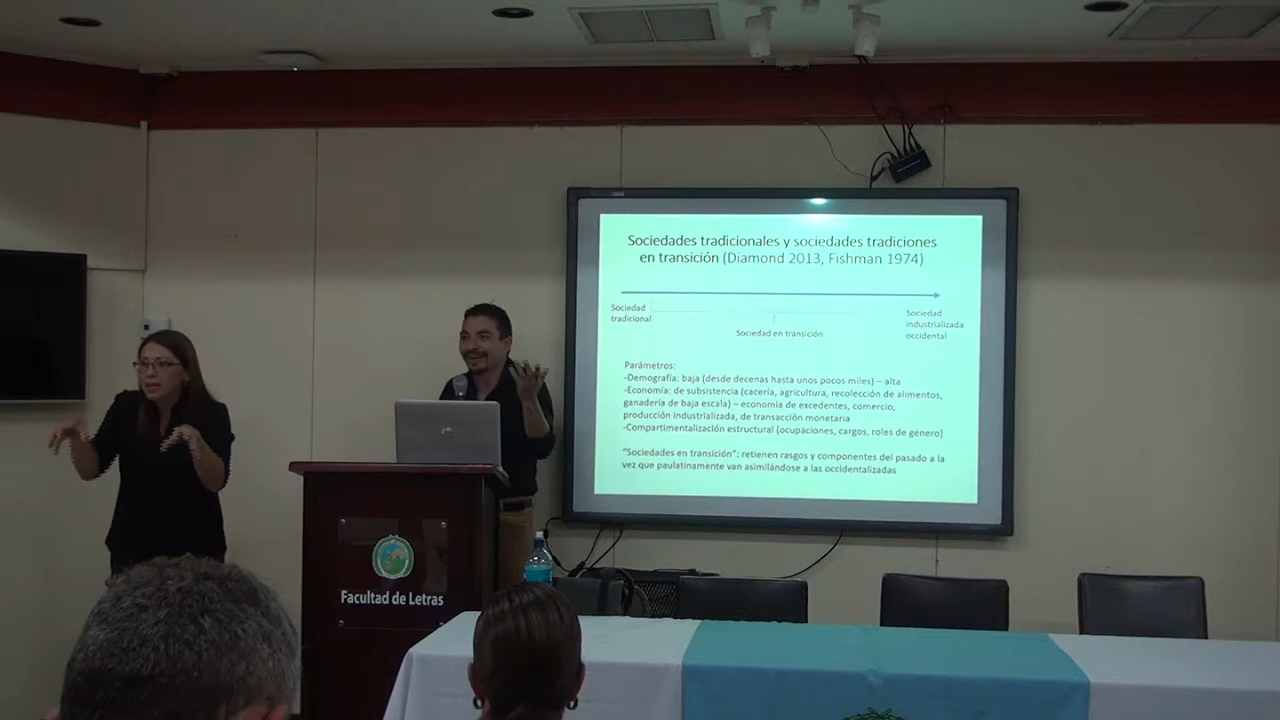 Sociedades tradicionales y sociedades tradiciones
en transición (Diamond 2013, Fishman 1974)
Sociedad
tradicional
Sociedad en transición
Sociedad
industrializada
occidental
Parámetros:
-Demografía: baja (desde decenas hasta unos pocos miles) – alta
-Economía: de subsistencia (cacería, agricultura, recolección de alimentos,
ganadería de baja escala) – economía de excedentes, comercio,
producción industrializada, de transacción monetaria
-Compartimentalización estructural (ocupaciones, cargos, roles de género)
"Sociedades en transición": retienen rasgos y componentes del pasado a la
vez que paulatinamente van asimilándose a las occidentalizadas
Facultad de Letras